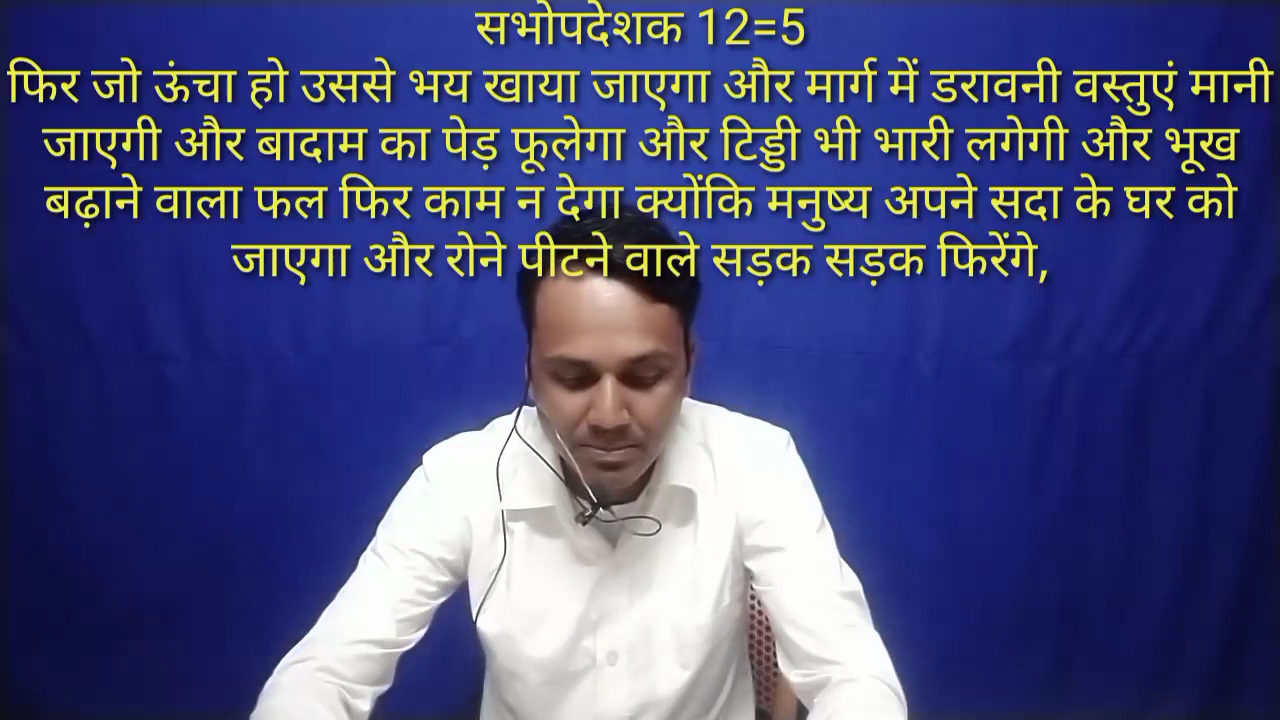 सभोपदेशक 12=5
फिर जो ऊंचा हो उससे भय खाया जाएगा और मार्ग में डरावनी वस्तुएं मानी
जाएगी और बादाम का पेड़ फूलेगा और टिड्डी भी भारी लगेगी और भूख
बढ़ाने वाला फल फिर काम न देगा क्योंकि मनुष्य अपने सदा के घर को
जाएगा और रोने पीटने वाले सड़क सड़क फिरेंगे,